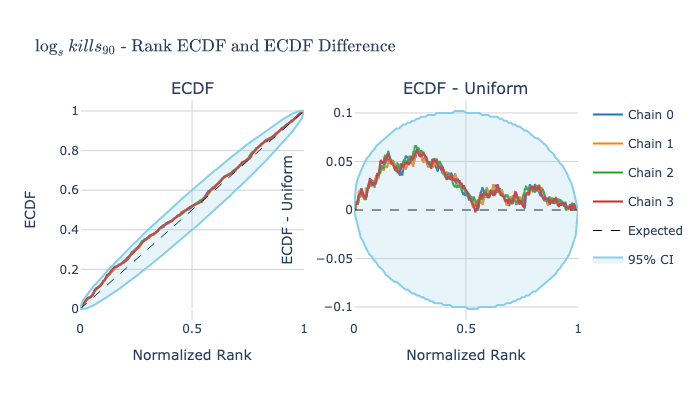 log_s kills_90 - Rank ECDF and ECDF Difference
ECDF
ECDF - Uniform
1
0.8
0.6
0.4
0.2
0
0
0.5
1
ECDF
Normalized Rank
0.1
0.05
0
−0.05
−0.1
0
0.5
1
ECDF - Uniform
Normalized Rank
Chain 0
Chain 1
Chain 2
Chain 3
Expected
95% CI